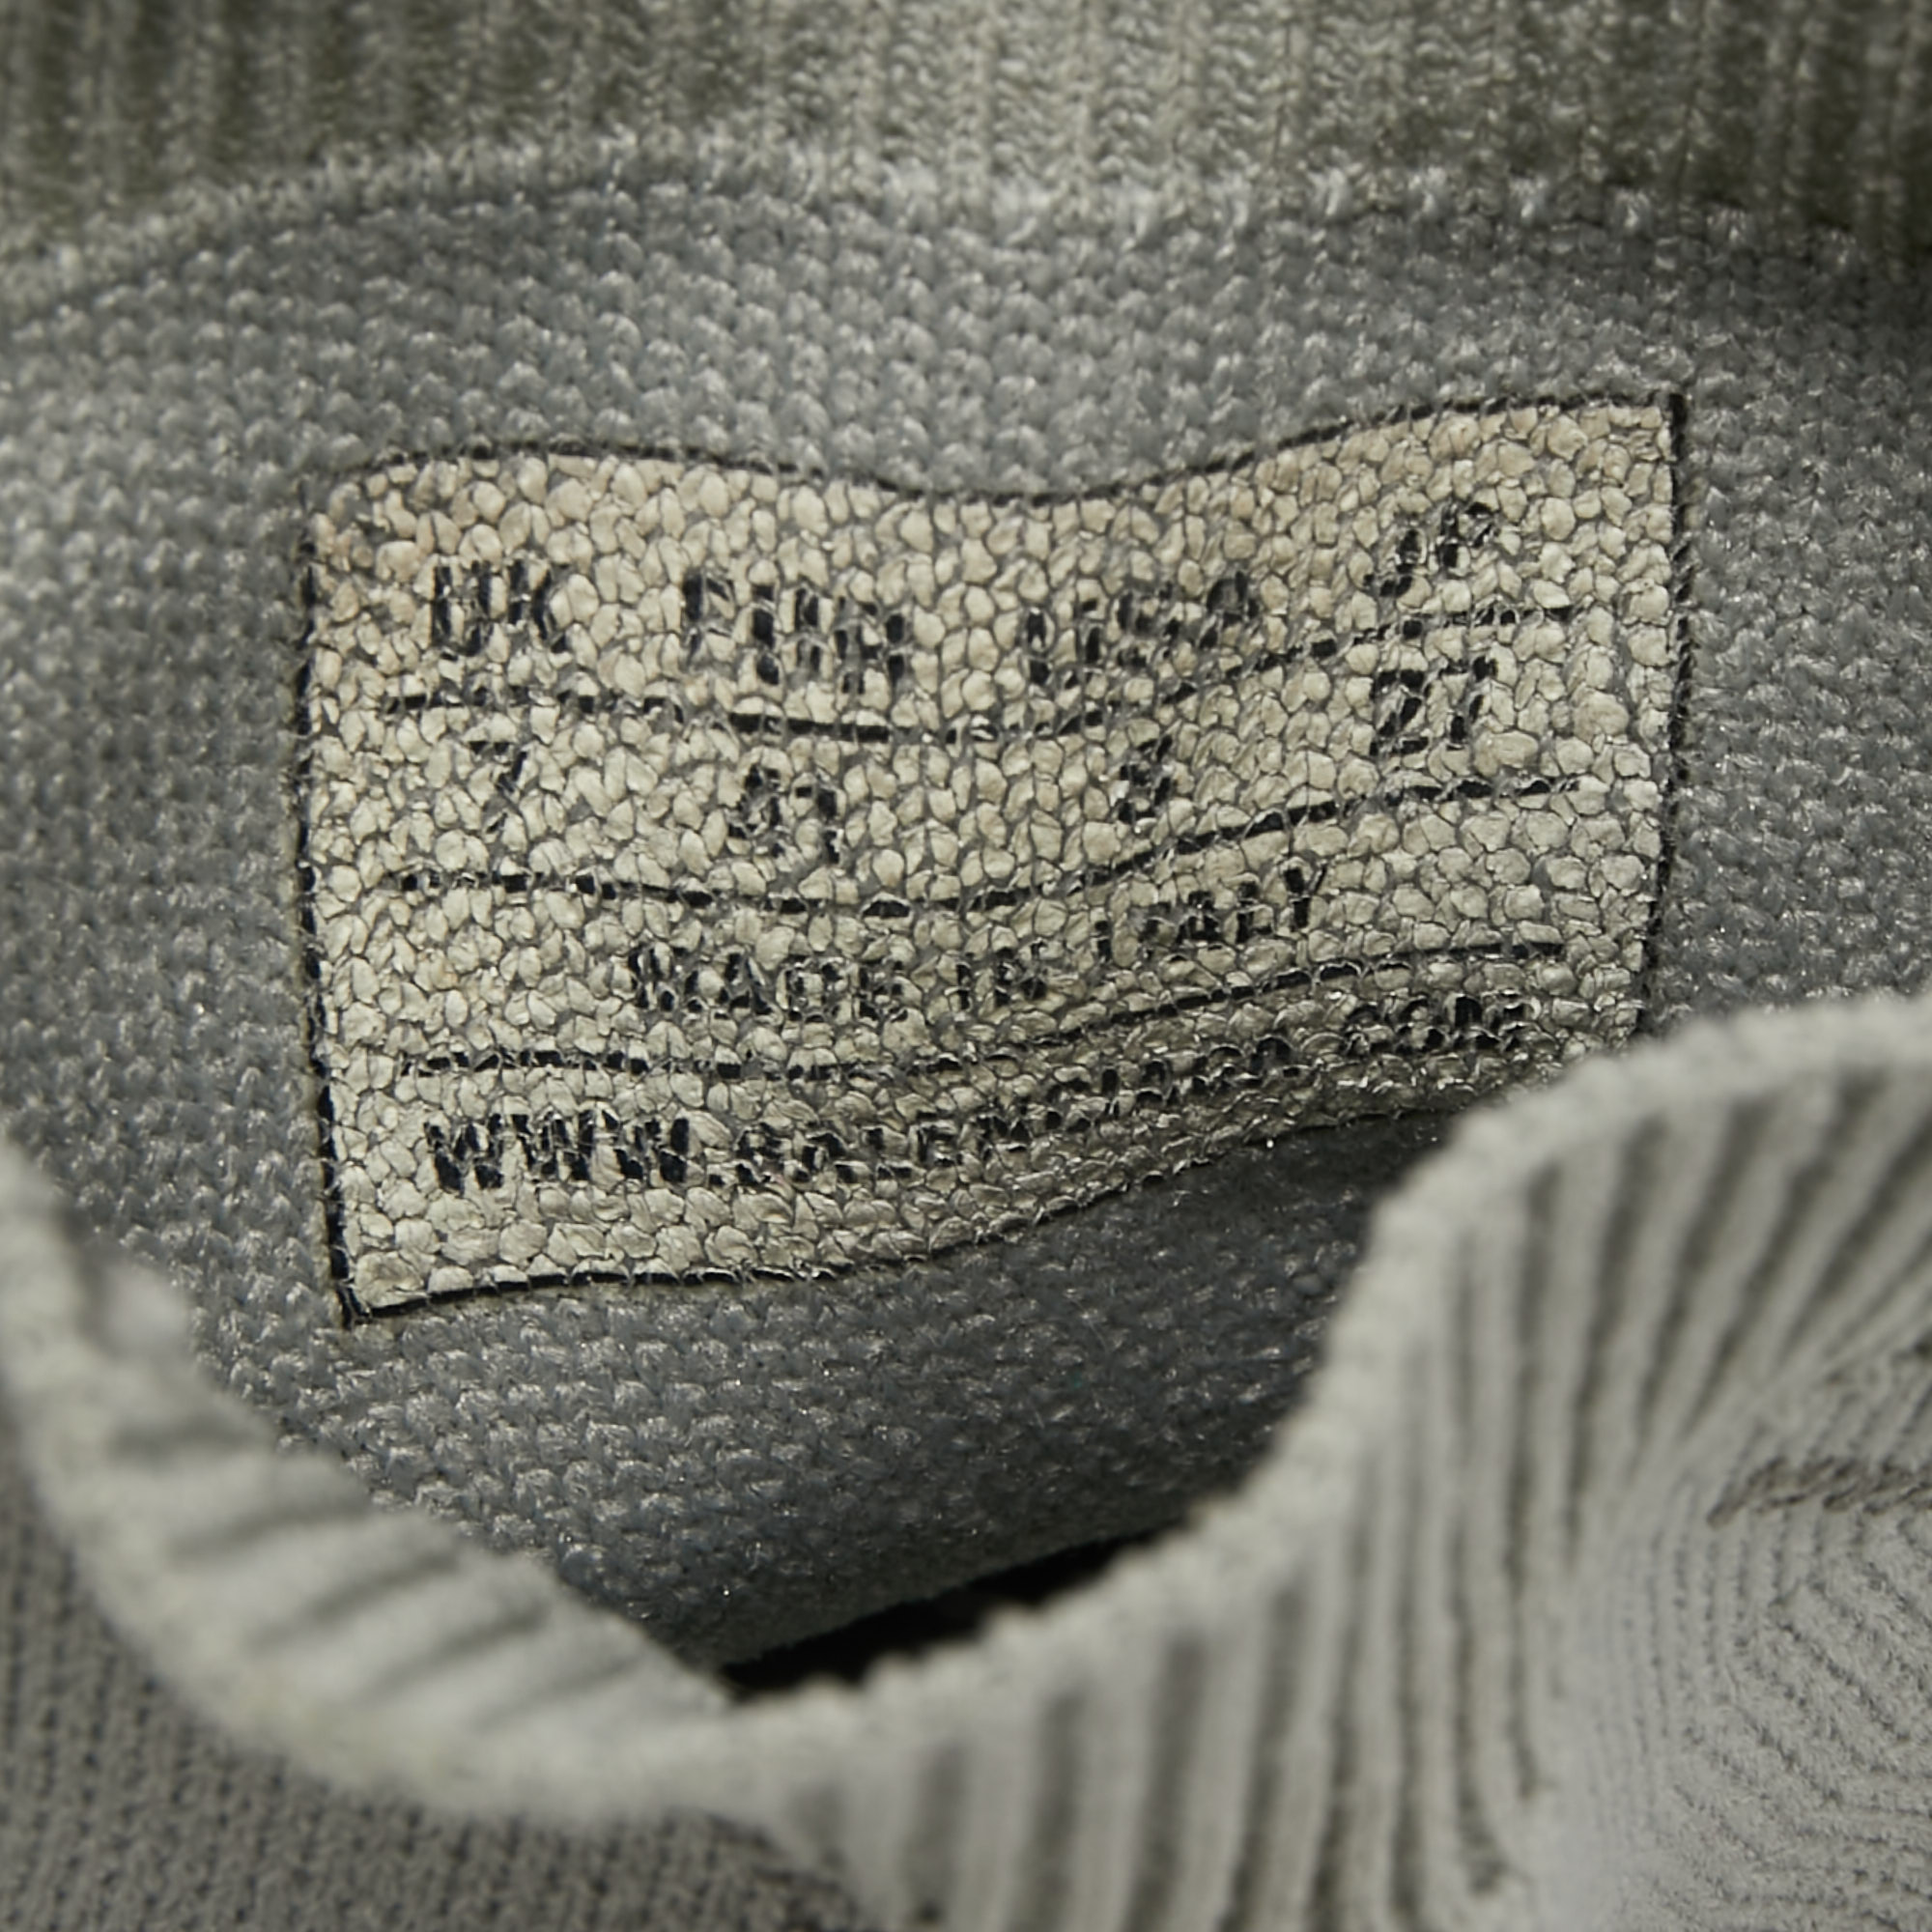 UK EUR USA JP
7 41 8 27
MADE IN ITALY
WWW.BALENCIAGA.COM